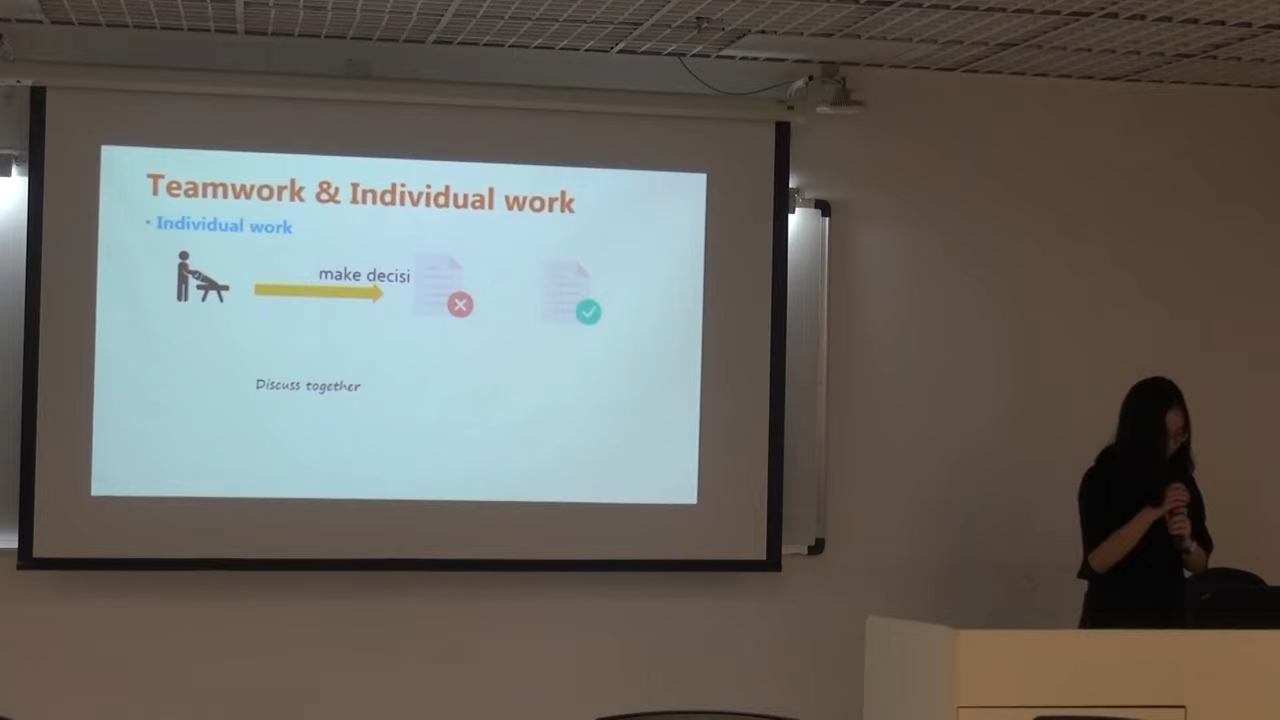 Teamwork & Individual work
• Individual work
make decisi
Discuss together